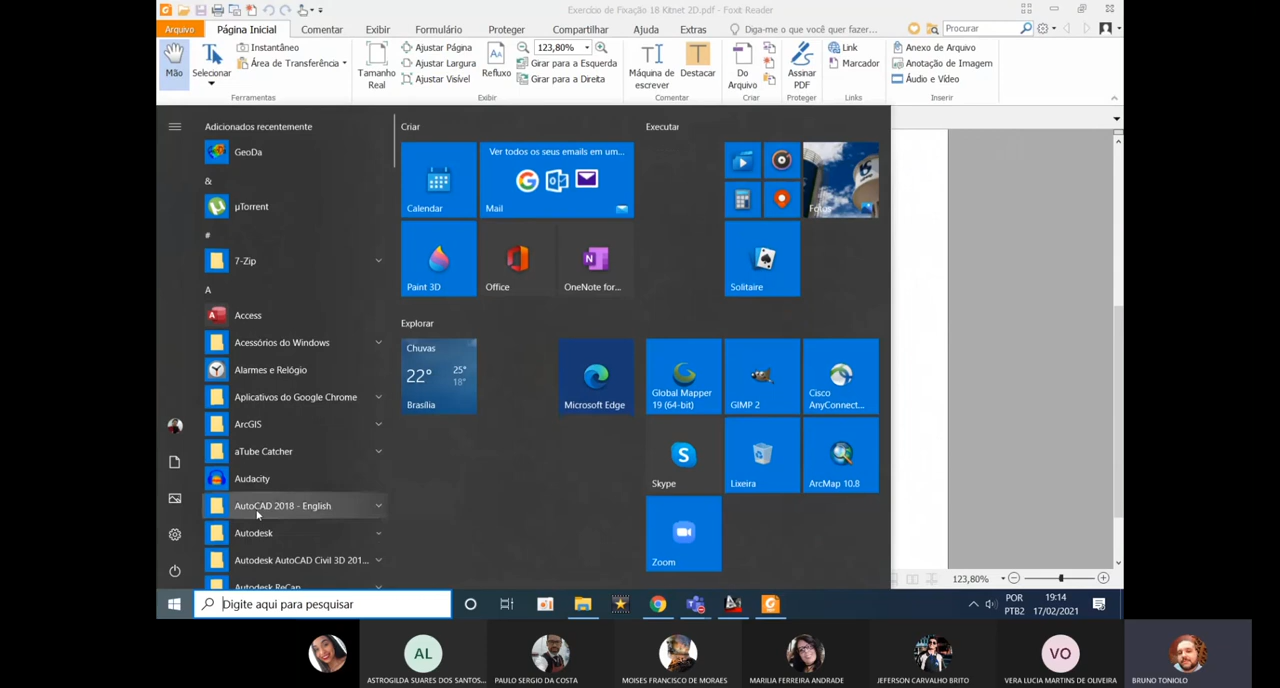 Exercício de Fixação 18 Kitnet 2D.pdf - Foxit Reader
Arquivo
Página Inicial
Comentar
Exibir
Formulário
Proteger
Compartilhar
Ajuda
Extras
Diga-me o que você quer fazer...
Procurar
Mão
Selecionar
Instantâneo
Área de Transferência
Ferramentas
Tamanho Real
Ajustar Página
Ajustar Largura
Ajustar Visível
Refluxo
123,80%
Girar para a Esquerda
Girar para a Direita
Exibir
Máquina de escrever
Destacar
Comentar
Do Arquivo
Criar
Assinar PDF
Proteger
Link
Marcador
Links
Anexo de Arquivo
Anotação de Imagem
Áudio e Vídeo
Inserir
Adicionados recentemente
GeoDa
&
µTorrent
#
7-Zip
A
Access
Acessórios do Windows
Alarmes e Relógio
Aplicativos do Google Chrome
ArcGIS
aTube Catcher
Audacity
AutoCAD 2018 - English
Autodesk
Autodesk AutoCAD Civil 3D 201...
Autodesk ReCap
Criar
Calendar
Ver todos os seus emails em um...
Mail
Paint 3D
Office
OneNote for...
Explorar
Chuvas
22°
25°
18°
Brasília
Microsoft Edge
Executar
Fotos
Solitaire
Global Mapper 19 (64-bit)
GIMP 2
Cisco AnyConnect...
Skype
Lixeira
ArcMap 10.8
Zoom
123,80%
Digite aqui para pesquisar
POR
PTB2
19:14
17/02/2021
AL
VO
ASTROGILDA SUARES DOS SANTOS...
PAULO SERGIO DA COSTA
MOISES FRANCISCO DE MORAES
MARILIA FERREIRA ANDRADE
JEFERSON CARVALHO BRITO
VERA LUCIA MARTINS DE OLIVEIRA
BRUNO TONIOLO